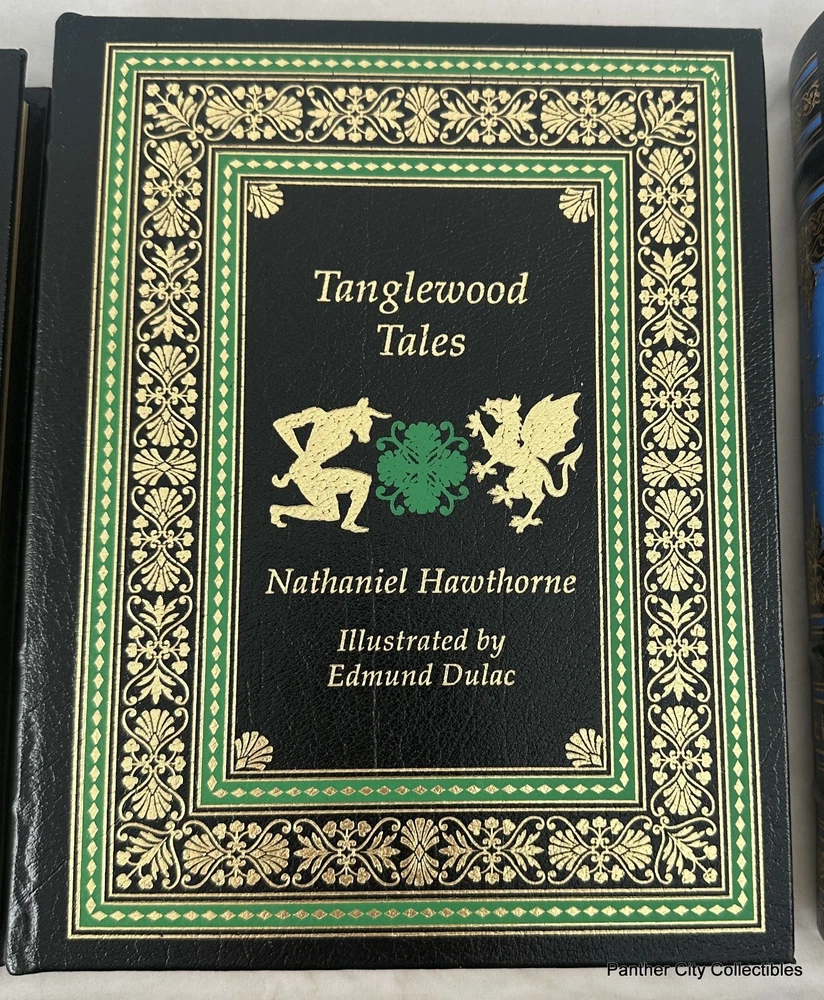 Tanglewood
Tales
Nathaniel Hawthorne
Illustrated by
Edmund Dulac
Panther City Collectibles